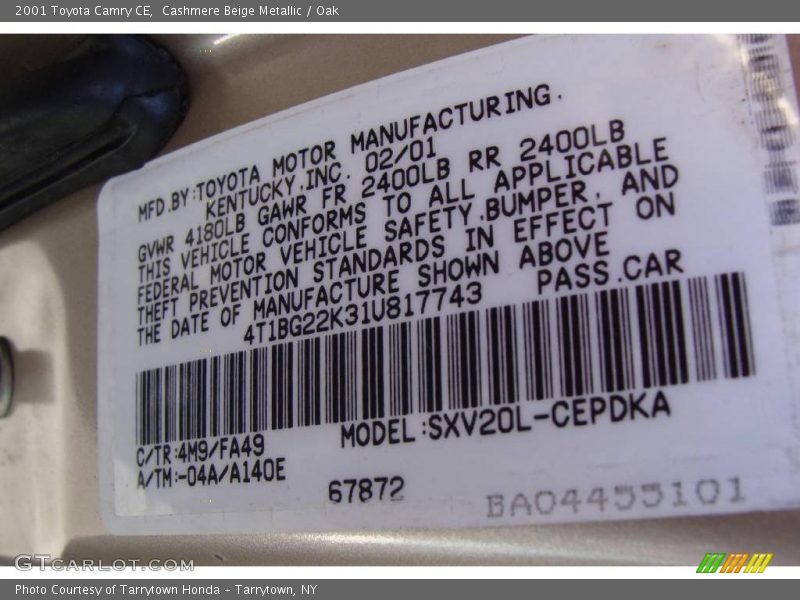 2001 Toyota Camry CE,  Cashmere Beige Metallic / Oak
MFD.BY:TOYOTA MOTOR MANUFACTURING.
KENTUCKY,INC. 02/01
GVWR 4180LB GAWR FR 2400LB RR 2400LB
THIS VEHICLE CONFORMS TO ALL APPLICABLE
FEDERAL MOTOR VEHICLE SAFETY,BUMPER, AND
THEFT PREVENTION STANDARDS IN EFFECT ON
THE DATE OF MANUFACTURE SHOWN ABOVE
4T1BG22K31U817743 PASS.CAR
C/TR:4M9/FA49 MODEL:SXV20L-CEPDKA
A/TM:-04A/A140E
67872
BA04455101
GTCARLOT.COM
Photo Courtesy of Tarrytown Honda - Tarrytown, NY